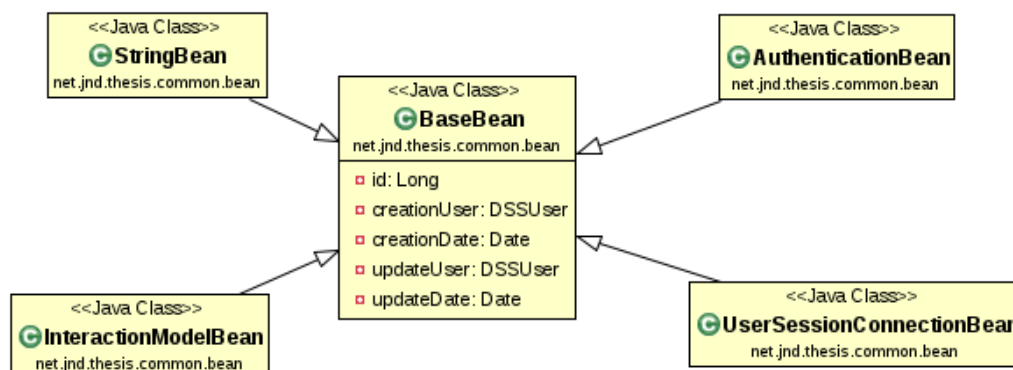 <<Java Class>>
StringBean
net.jnd.thesis.common.bean
<<Java Class>>
AuthenticationBean
net.jnd.thesis.common.bean
<<Java Class>>
BaseBean
net.jnd.thesis.common.bean
id: Long
creationUser: DSSUser
creationDate: Date
updateUser: DSSUser
updateDate: Date
<<Java Class>>
InteractionModelBean
net.jnd.thesis.common.bean
<<Java Class>>
UserSessionConnectionBean
net.jnd.thesis.common.bean